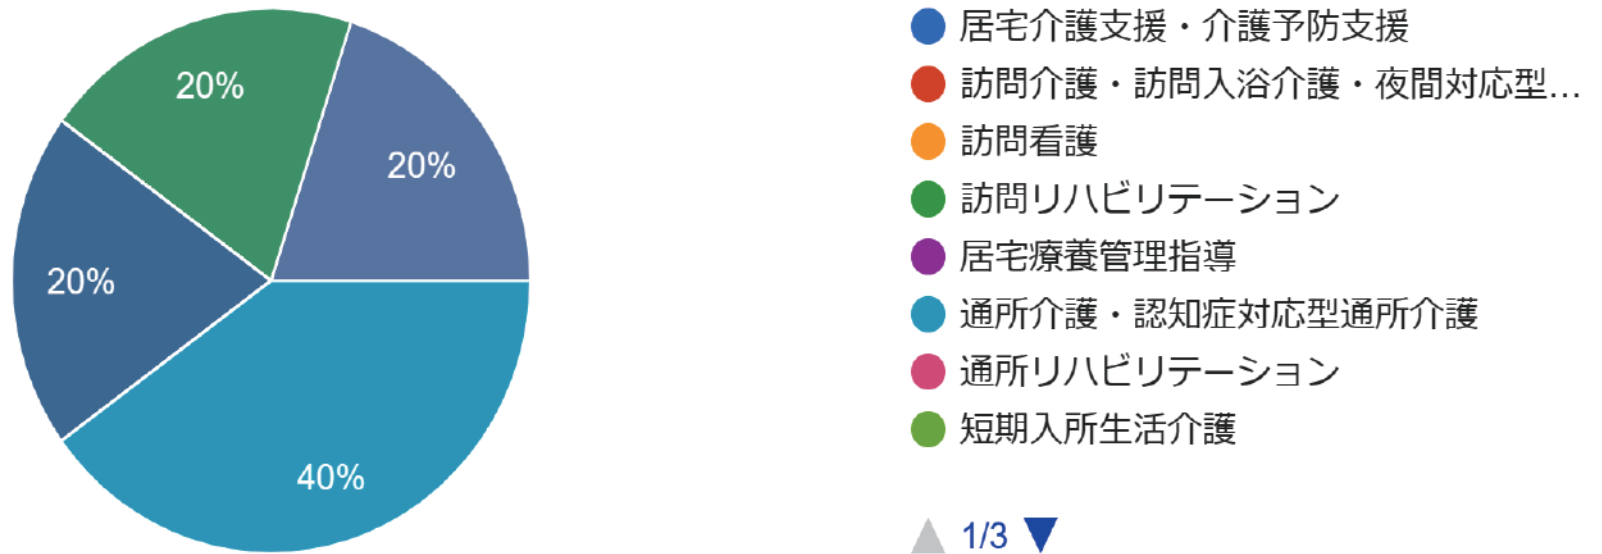 20%
20%
20%
40%
居宅介護支援・介護予防支援
訪問介護・訪問入浴介護・夜間対応型...
訪問看護
訪問リハビリテーション
居宅療養管理指導
通所介護・認知症対応型通所介護
通所リハビリテーション
短期入所生活介護
1/3